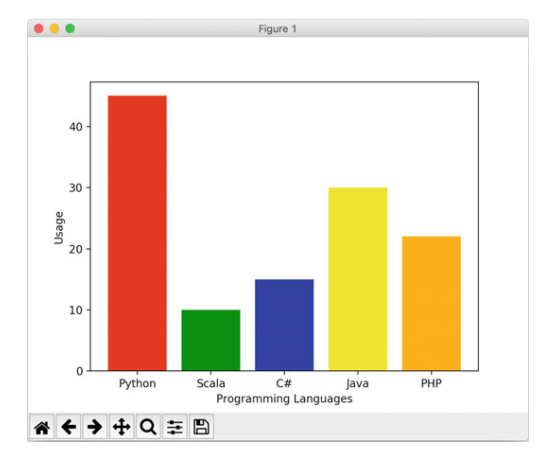 Figure 1
40
30
20
10
0
Usage
Python Scala C# Java PHP
Programming Languages